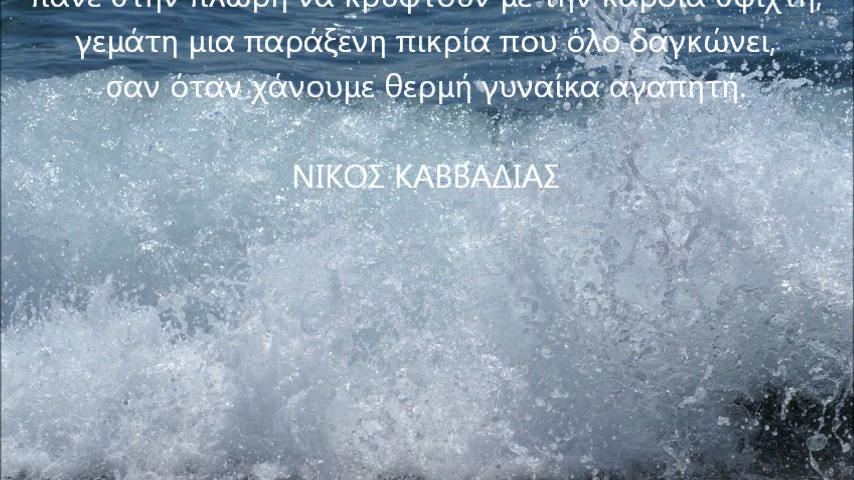 πάνε στην πλώρη να κρυφτούν με την καρδιά σφιχτή,
γεμάτη μια παράξενη πικρία που όλο δαγκώνει,
σαν όταν χάνουμε θερμή γυναίκα αγαπητή.
ΝΙΚΟΣ ΚΑΒΒΑΔΙΑΣ